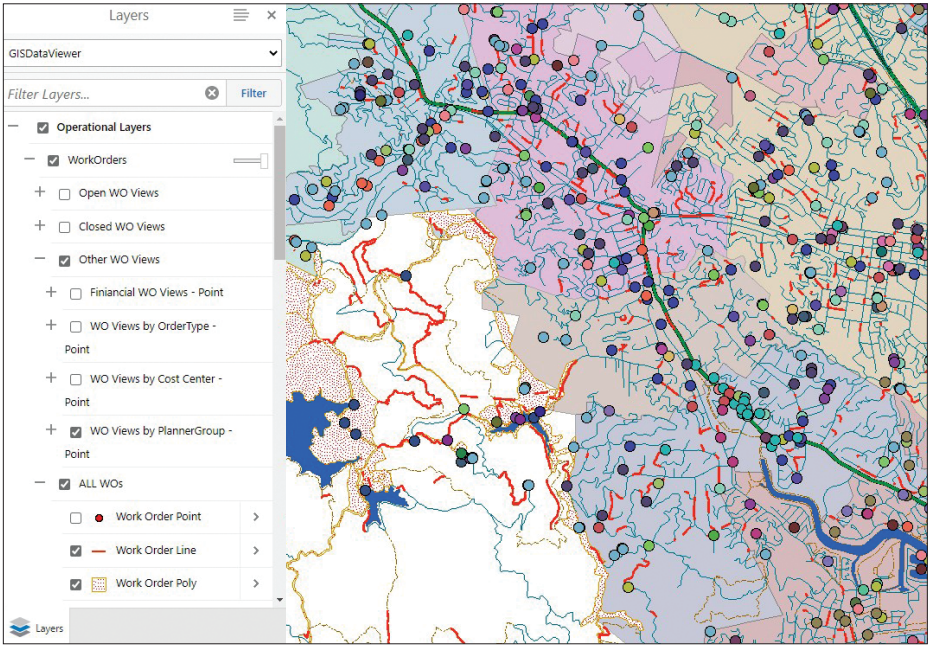 Layers
GISDataViewer
Filter Layers...
Filter
Operational Layers
WorkOrders
Open WO Views
Closed WO Views
Other WO Views
Finiancial WO Views - Point
WO Views by OrderType -
Point
WO Views by Cost Center -
Point
WO Views by PlannerGroup -
Point
ALL WOs
Work Order Point
Work Order Line
Work Order Poly
Layers